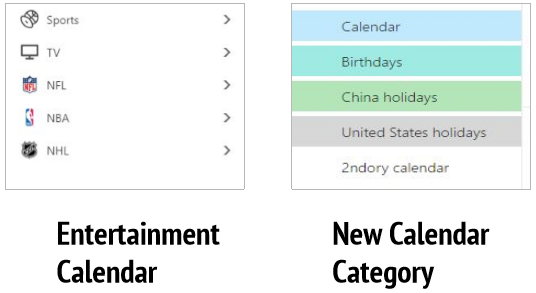 Sports
TV
NFL
NBA
NHL
Calendar
Birthdays
China holidays
United States holidays
2ndory calendar
Entertainment
Calendar
New Calendar
Category